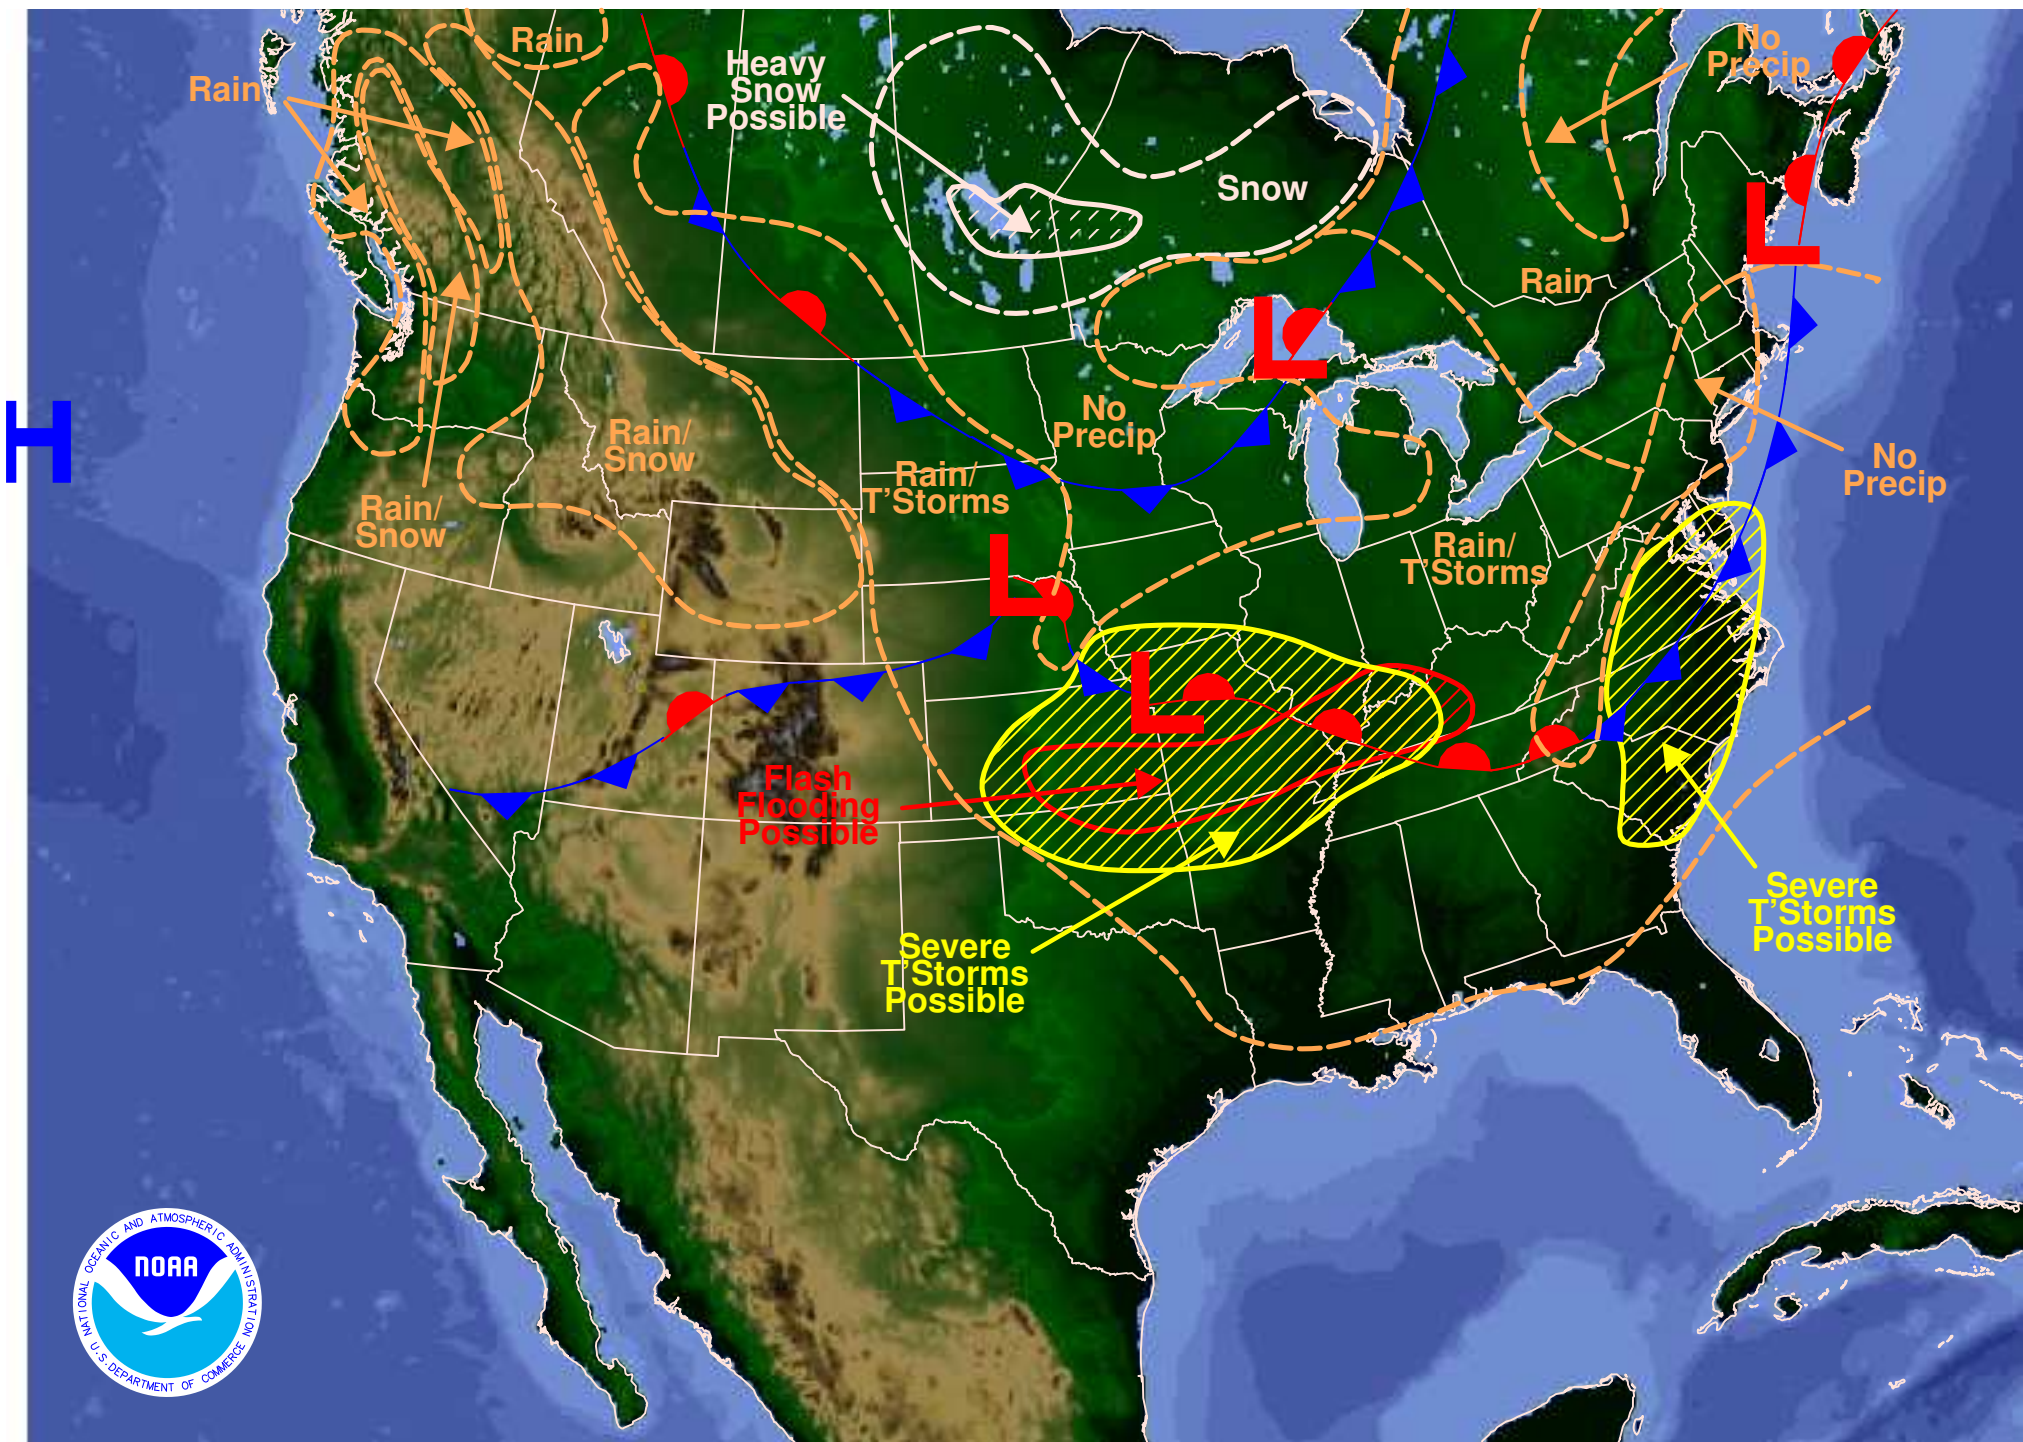 Rain
Heavy
Snow
Possible
No
Precip
Rain
Snow
L
Rain
L
H
No
Precip
Rain/
Snow
Rain/
T'Storms
No
Precip
Rain/
Snow
L
Rain/
T'Storms
L
Flash
Flooding
Possible
Severe
T'Storms
Possible
Severe
T'Storms
Possible
NATIONAL OCEANIC AND ATMOSPHERIC ADMINISTRATION
NOAA
U.S. DEPARTMENT OF COMMERCE